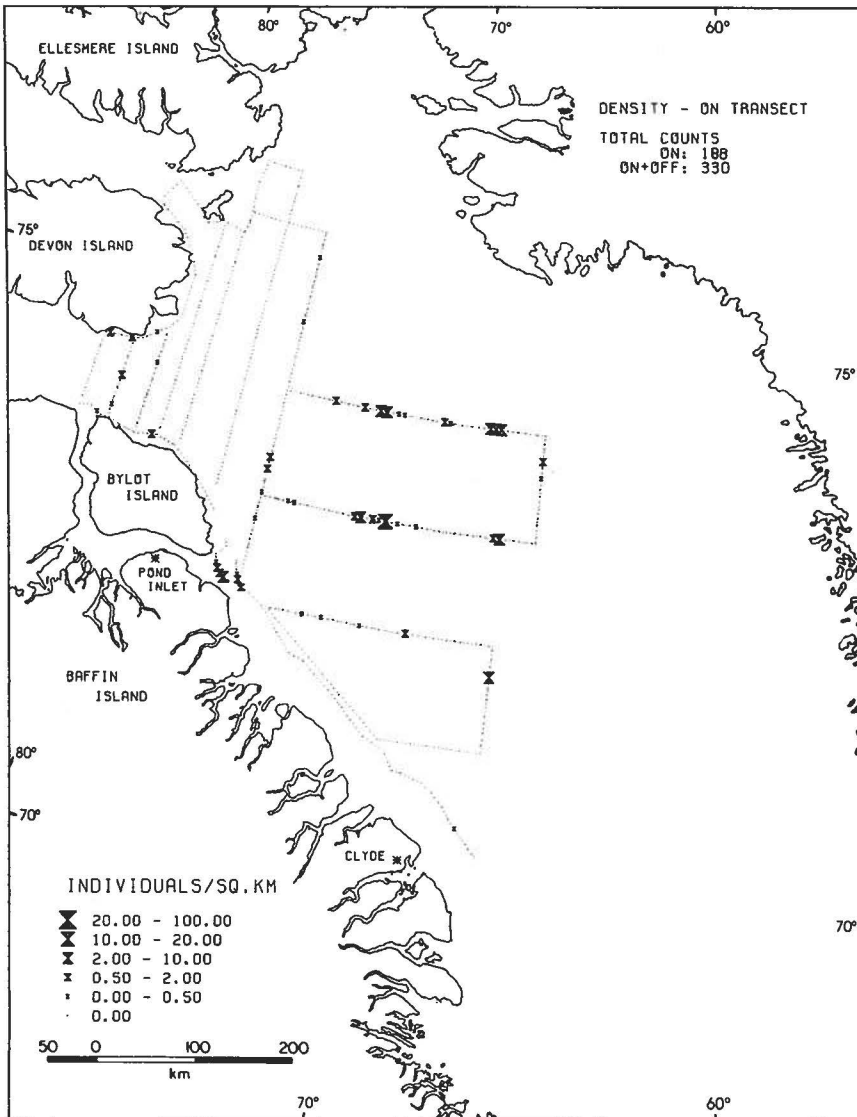 80°
70°
60°
ELLESMERE ISLAND
DENSITY - ON TRANSECT
TOTAL COUNTS
ON: 188
ON+OFF: 330
75°
DEVON ISLAND
75°
BYLOT
ISLAND
POND
INLET
BAFFIN
ISLAND
80°
70°
CLYDE
INDIVIDUALS/SQ.KM
20.00 - 100.00
10.00 - 20.00
2.00 - 10.00
0.50 - 2.00
0.00 - 0.50
0.00
70°
50 0 100 200
km
70°
60°